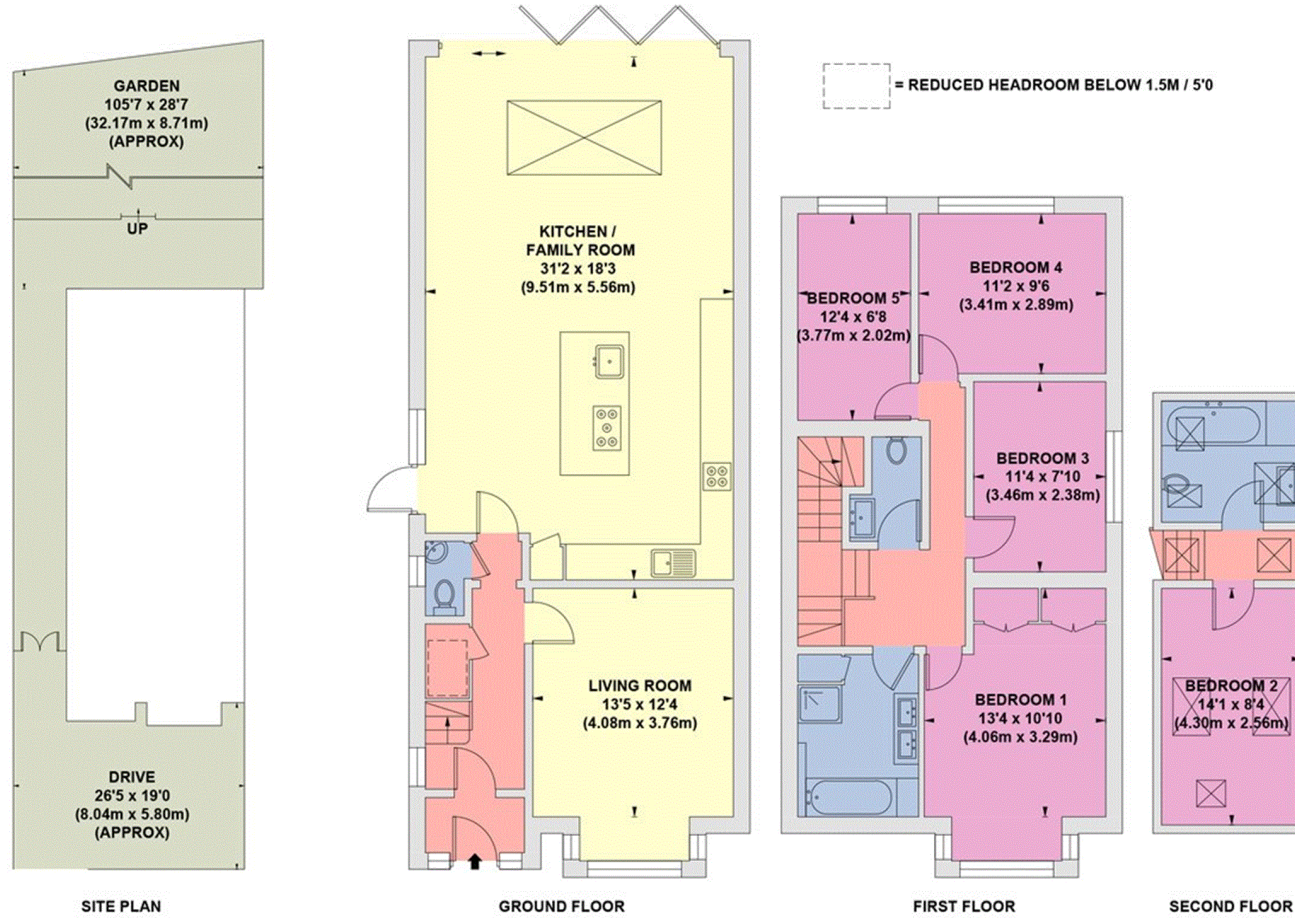 GARDEN
105'7 x 28'7
(32.17m x 8.71m)
(APPROX)
UP
DRIVE
26'5 x 19'0
(8.04m x 5.80m)
(APPROX)
SITE PLAN
= REDUCED HEADROOM BELOW 1.5M / 5'0
KITCHEN /
FAMILY ROOM
31'2 x 18'3
(9.51m x 5.56m)
LIVING ROOM
13'5 x 12'4
(4.08m x 3.76m)
GROUND FLOOR
BEDROOM 5
12'4 x 6'8
(3.77m x 2.02m)
BEDROOM 4
11'2 x 9'6
(3.41m x 2.89m)
BEDROOM 3
11'4 x 7'10
(3.46m x 2.38m)
BEDROOM 1
13'4 x 10'10
(4.06m x 3.29m)
FIRST FLOOR
BEDROOM 2
14'1 x 8'4
(4.30m x 2.56m)
SECOND FLOOR